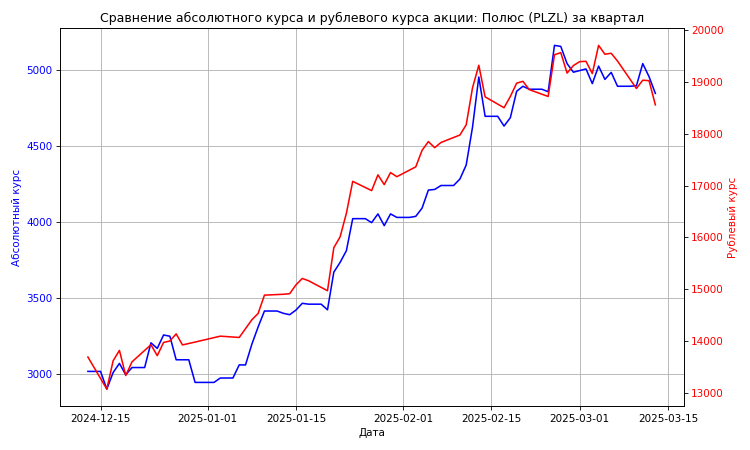 Сравнение абсолютного курса и рублевого курса акции: Полюс (PLZL) за квартал
Абсолютный курс
5000
4500
4000
3500
3000
20000
19000
18000
17000
16000
15000
14000
13000
Рублевый курс
2024-12-15 2025-01-01 2025-01-15 2025-02-01 2025-02-15 2025-03-01 2025-03-15
Дата